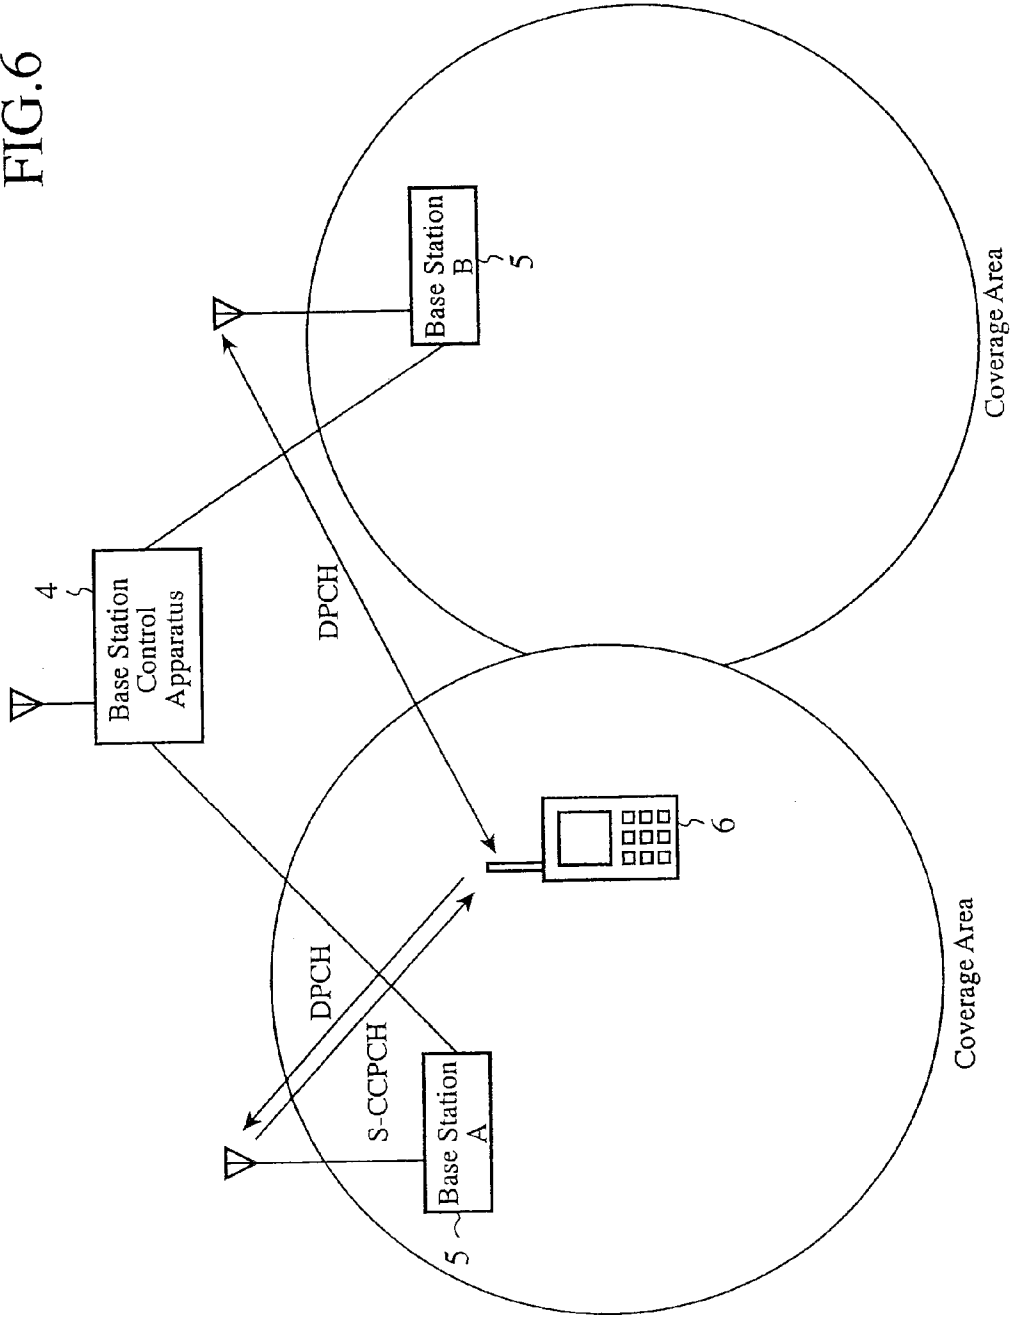 FIG.6
4
Base Station
Control
Apparatus
DPCH
DPCH
S-CCPCH
Base Station
A
5
Base Station
B
5
6
Coverage Area
Coverage Area